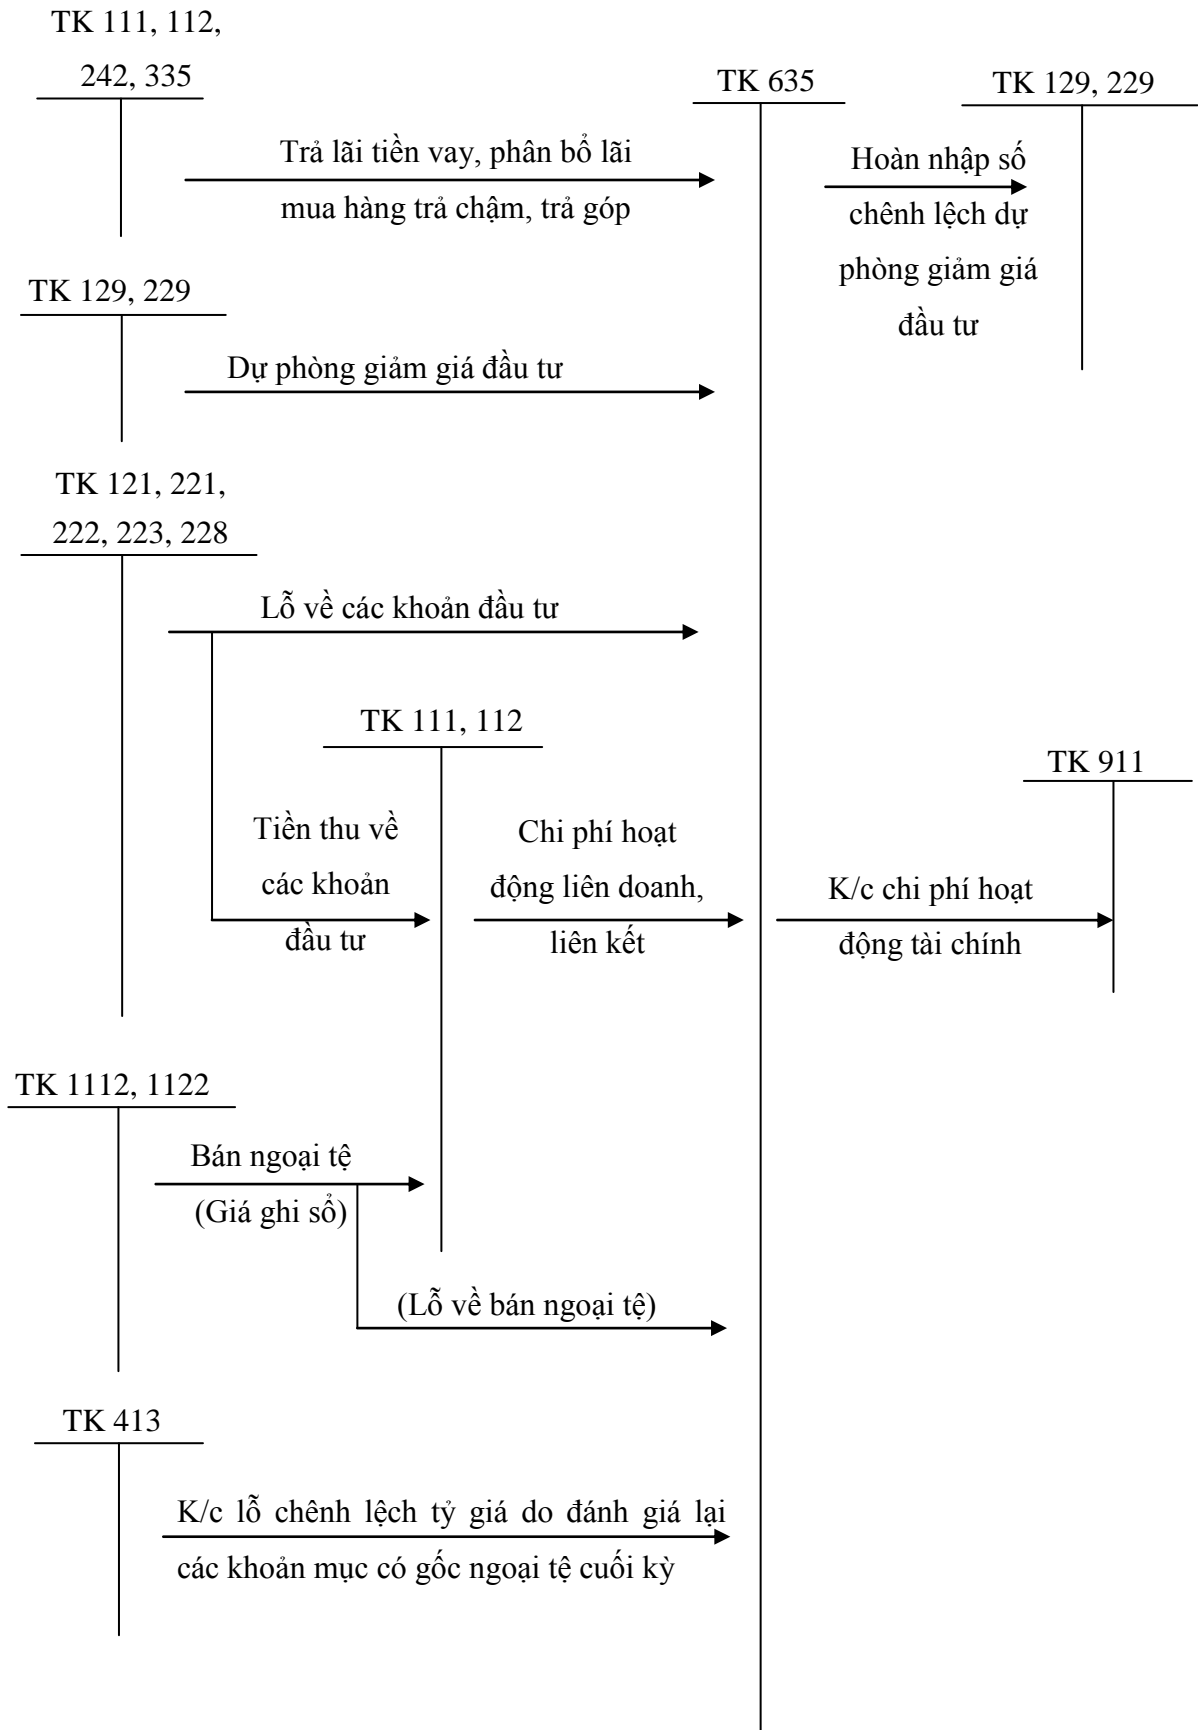 TK 111, 112,
242, 335
TK 635
TK 129, 229
Trả lãi tiền vay, phân bổ lãi
mua hàng trả chậm, trả góp
Hoàn nhập số
chênh lệch dự
phòng giảm giá
đầu tư
TK 129, 229
Dự phòng giảm giá đầu tư
TK 121, 221,
222, 223, 228
Lỗ về các khoản đầu tư
TK 111, 112
TK 911
Tiền thu về
các khoản
đầu tư
Chi phí hoạt
động liên doanh,
liên kết
K/c chi phí hoạt
động tài chính
TK 1112, 1122
Bán ngoại tệ
(Giá ghi sổ)
(Lỗ về bán ngoại tệ)
TK 413
K/c lỗ chênh lệch tỷ giá do đánh giá lại
các khoản mục có gốc ngoại tệ cuối kỳ